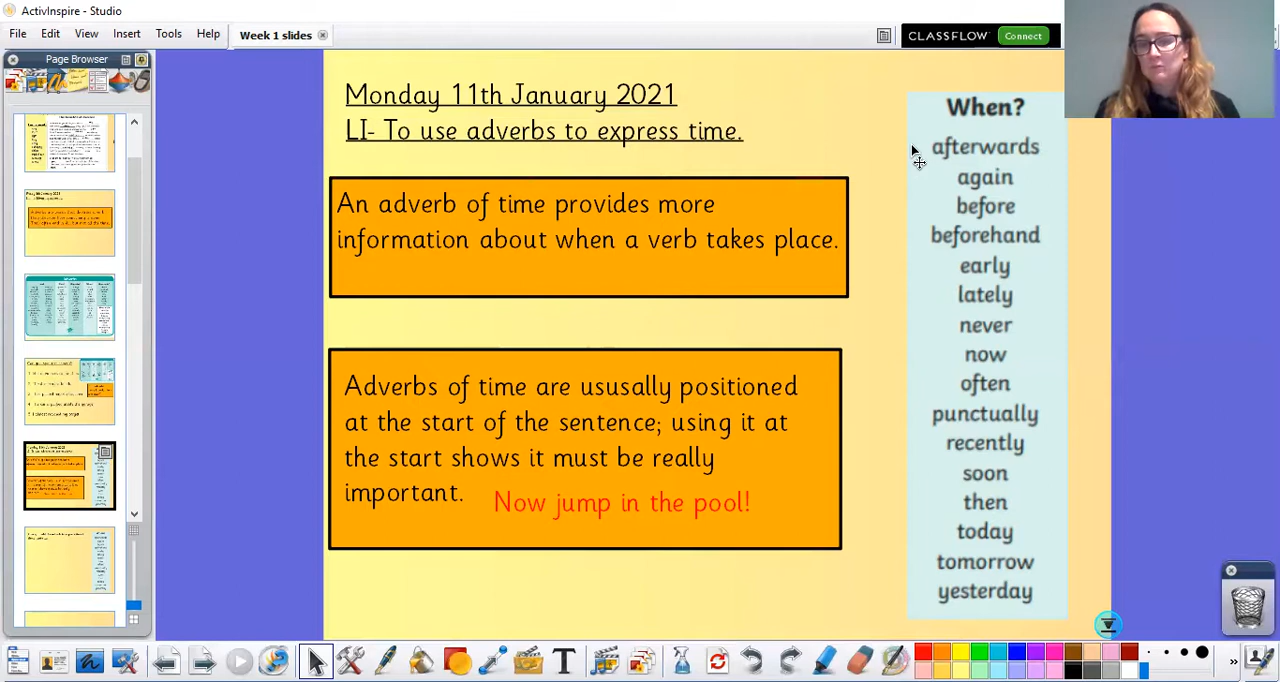 ActivInspire - Studio
File Edit View Insert Tools Help
Week 1 slides
CLASSFLOW Connect
Page Browser
Monday 11th January 2021
LI- To use adverbs to express time.
An adverb of time provides more
information about when a verb takes place.
Adverbs of time are ususally positioned
at the start of the sentence; using it at
the start shows it must be really
important.
Now jump in the pool!
When?
afterwards
again
before
beforehand
early
lately
never
now
often
punctually
recently
soon
then
today
tomorrow
yesterday